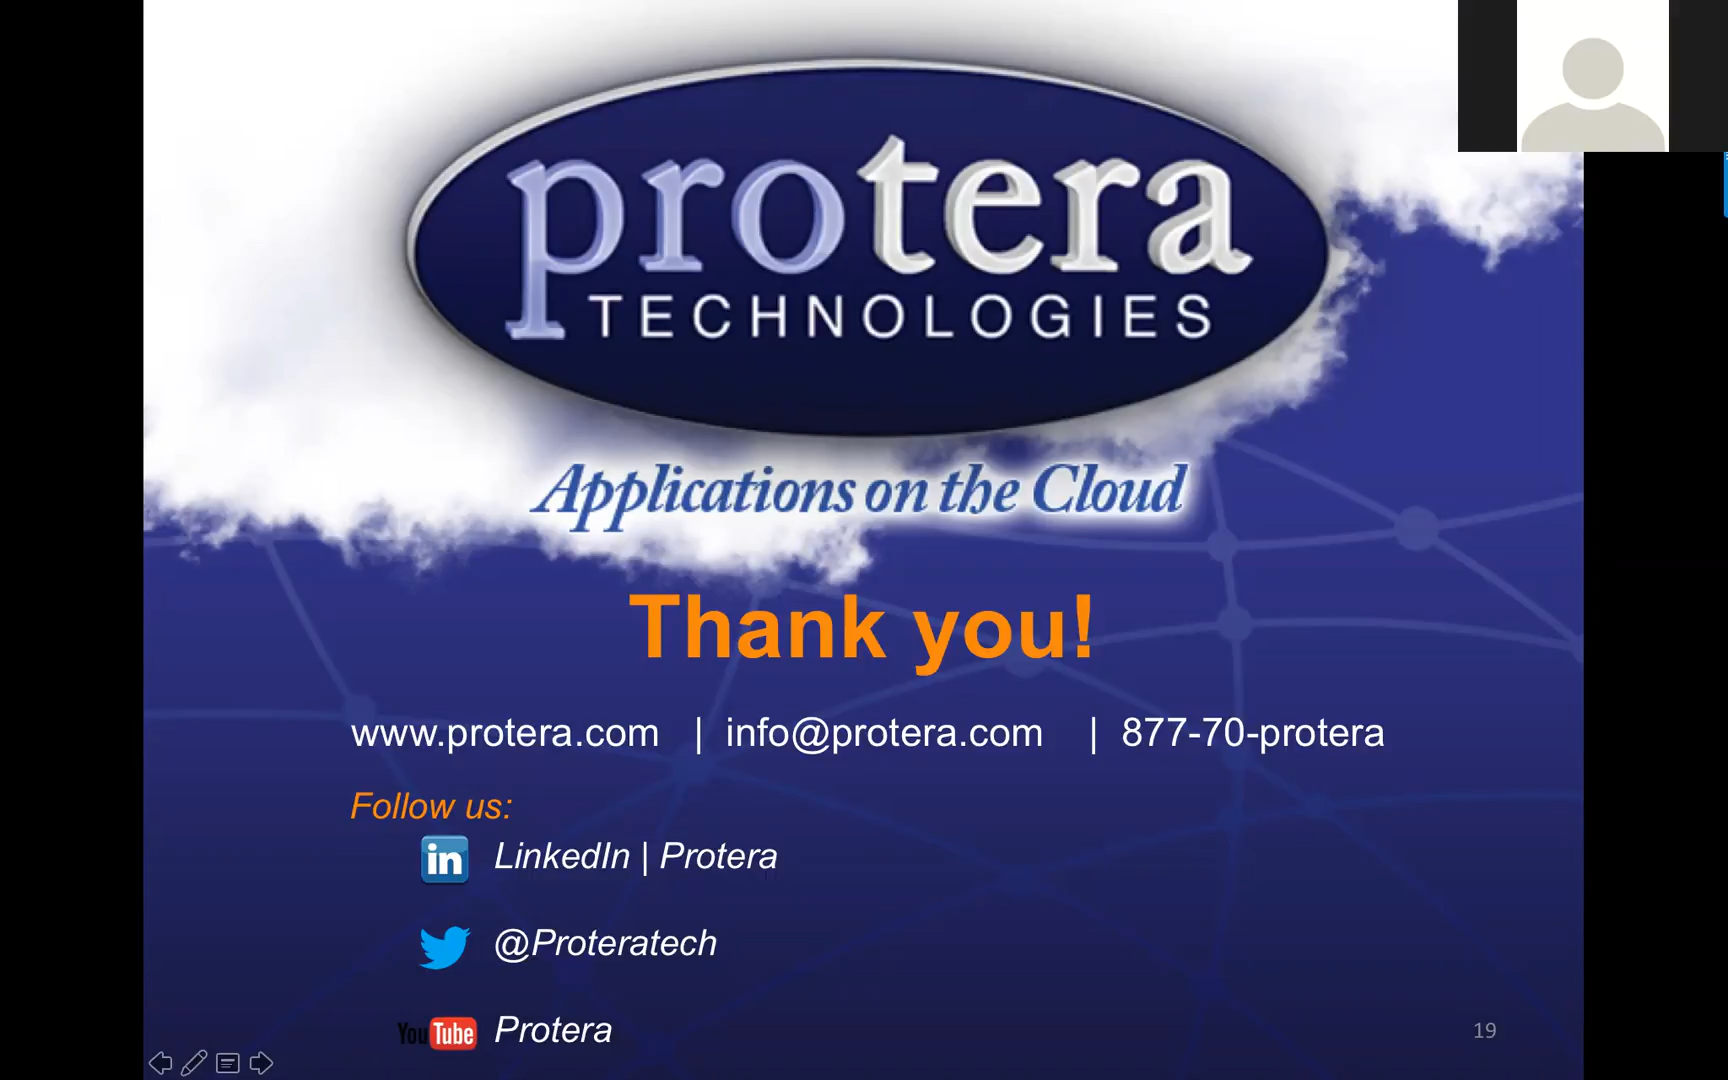 protera
TECHNOLOGIES
Applications on the Cloud
Thank you!
www.protera.com | info@protera.com | 877-70-protera
Follow us:
in LinkedIn | Protera
@Proteratech
YouTube Protera
19